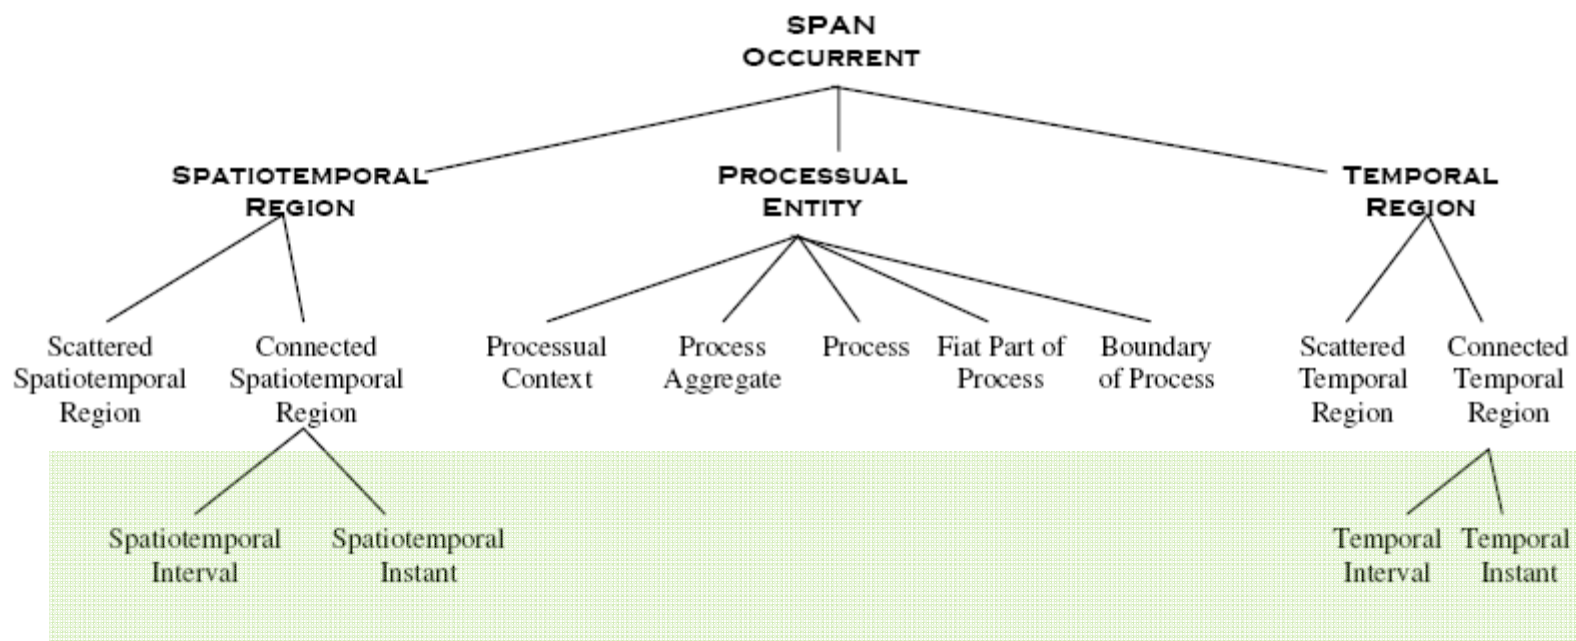 SPAN
OCCURRENT
SPATIOTEMPORAL
REGION
PROCESSUAL
ENTITY
TEMPORAL
REGION
Scattered
Spatiotemporal
Region
Connected
Spatiotemporal
Region
Processual
Context
Process
Aggregate
Process
Fiat Part of
Process
Boundary
of Process
Scattered
Temporal
Region
Connected
Temporal
Region
Spatiotemporal
Interval
Spatiotemporal
Instant
Temporal
Interval
Temporal
Instant